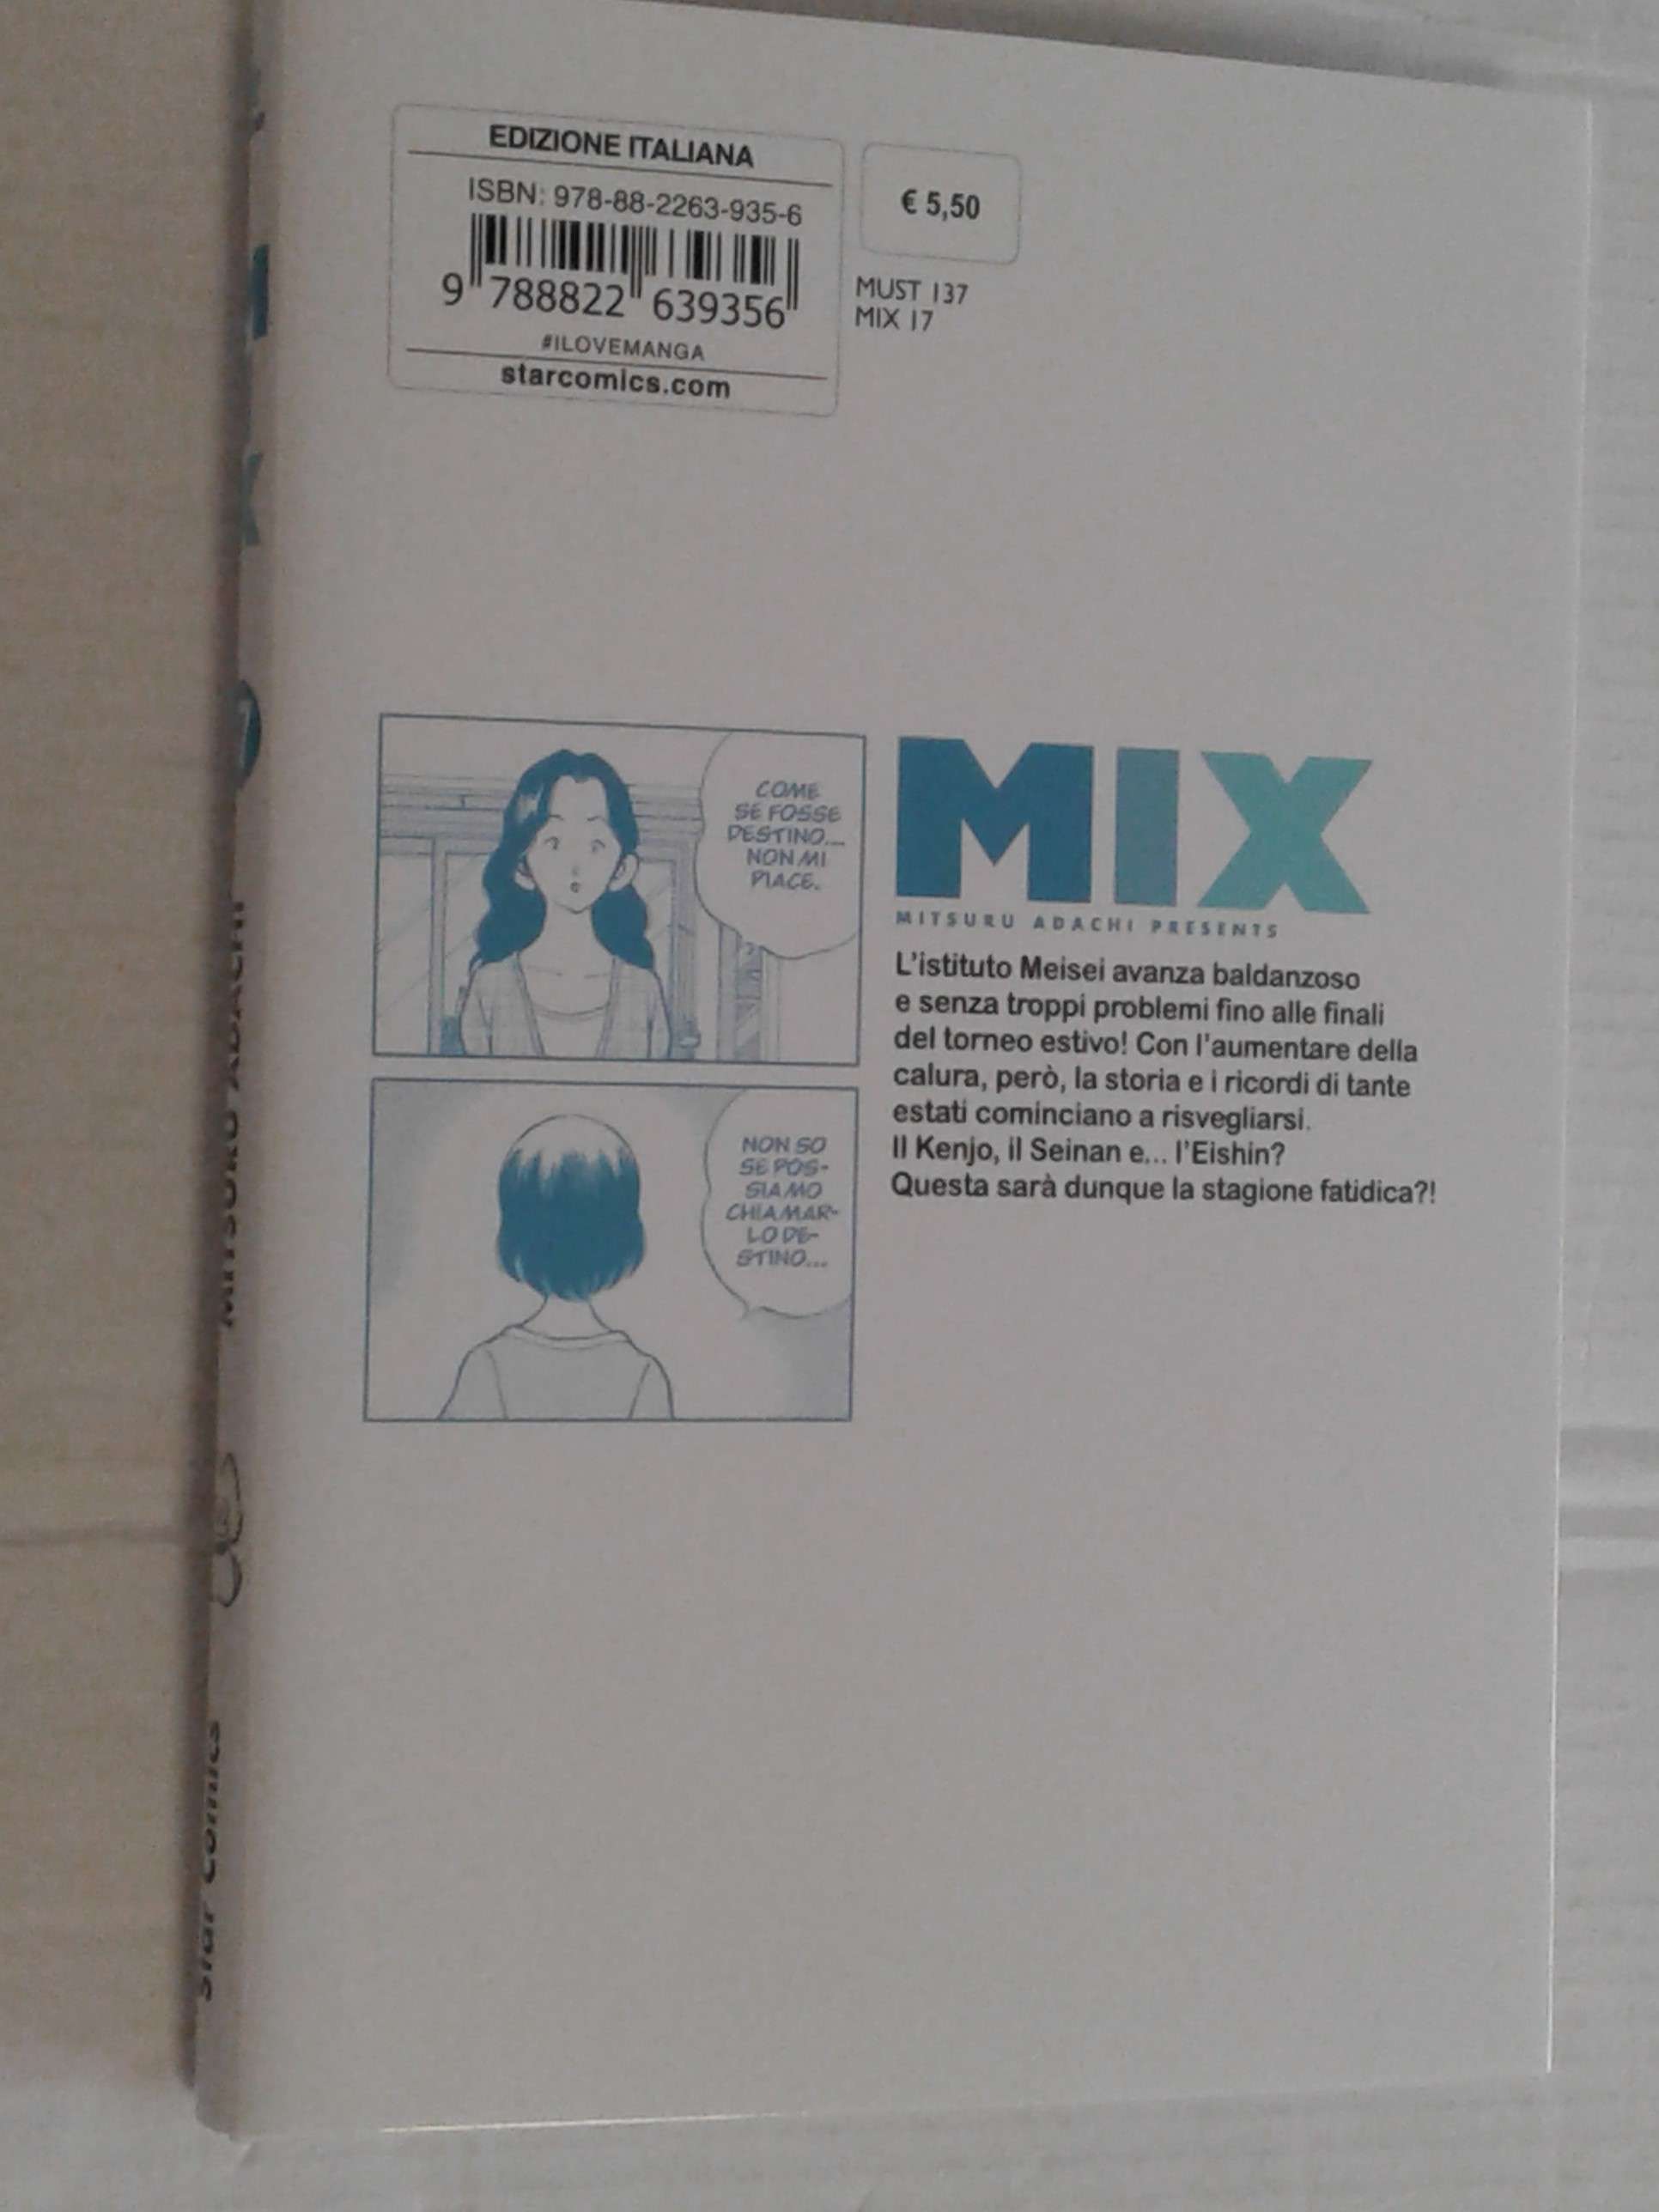 EDIZIONE ITALIANA
ISBN: 978-88-2263-935-6
9 788822 639356
#ILOVEMANGA
starcomics.com
€ 5,50
MUST 137
MIX 17
COME
SE FOSSE
DESTINO...
NON MI
PIACE.
NON SO
SE POS-
SIAMO
CHIAMAR-
LO DE-
STINO...
MIX
MITSURU ADACHI PRESENTS
L'istituto Meisei avanza baldanzoso
e senza troppi problemi fino alle finali
del torneo estivo! Con l'aumentare della
calura, però, la storia e i ricordi di tante
estati cominciano a risvegliarsi.
Il Kenjo, il Seinan e... l'Eishin?
Questa sarà dunque la stagione fatidica?!
MITSURU ADACHI
Star Comics